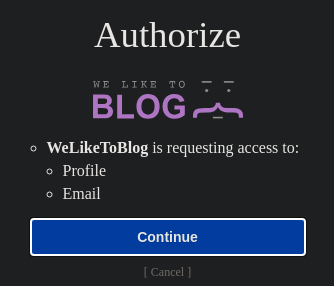 Authorize
WE LIKE TO
BLOG
WeLikeToBlog is requesting access to:
Profile
Email
Continue
[ Cancel ]